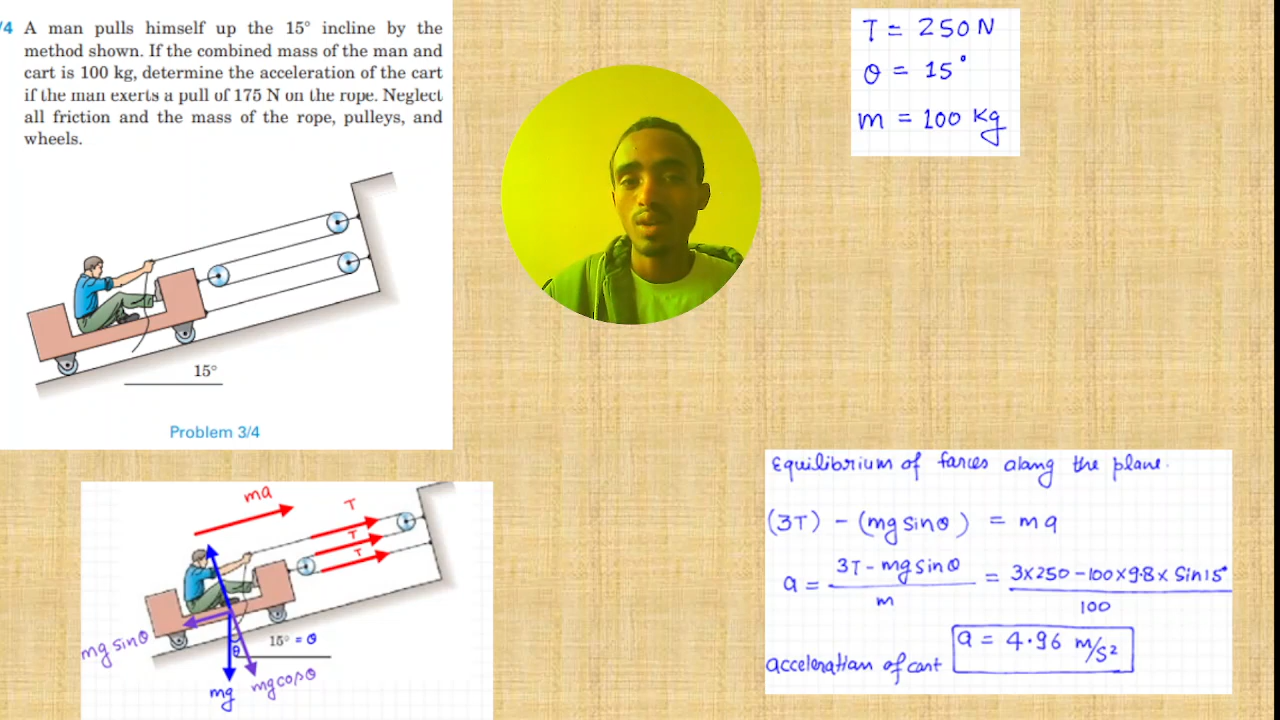 /4 A man pulls himself up the 15° incline by the
method shown. If the combined mass of the man and
cart is 100 kg, determine the acceleration of the cart
if the man exerts a pull of 175 N on the rope. Neglect
all friction and the mass of the rope, pulleys, and
wheels.
15°
Problem 3/4
T = 250 N
θ = 15°
m = 100 kg
ma
T
T
T
mg sinθ
15° = θ
θ
mg
mg cosθ
Equilibrium of forces along the plane.
(3T) - (mg sinθ) = ma
a = 3T - mg sinθ / m = 3x250 - 100 x 9.8 x Sin15° / 100
acceleration of cart a = 4.96 m/s²